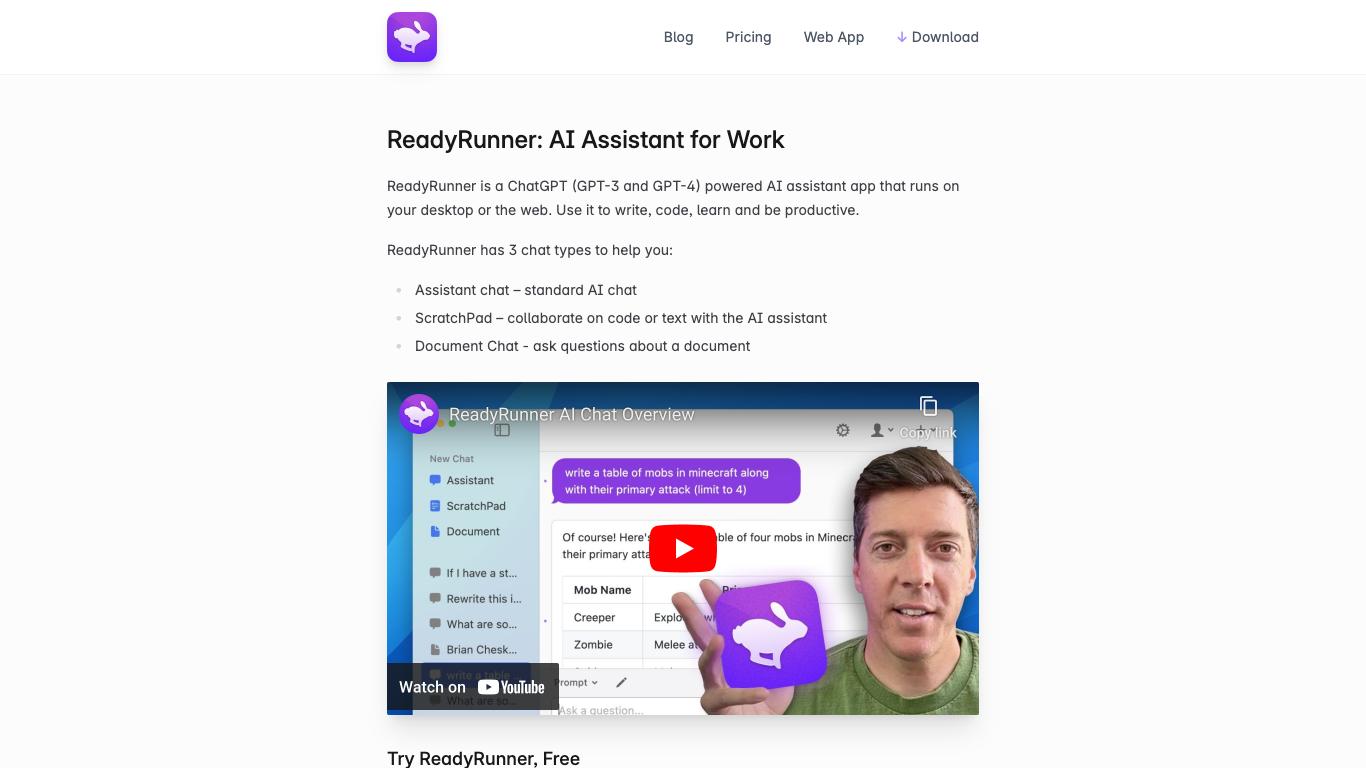 Blog Pricing Web App ↓ Download
ReadyRunner: AI Assistant for Work
ReadyRunner is a ChatGPT (GPT-3 and GPT-4) powered AI assistant app that runs on
your desktop or the web. Use it to write, code, learn and be productive.
ReadyRunner has 3 chat types to help you:
Assistant chat – standard AI chat
ScratchPad – collaborate on code or text with the AI assistant
Document Chat - ask questions about a document
ReadyRunner AI Chat Overview
Copy link
New Chat
Assistant
ScratchPad
Document
If I have a st...
Rewrite this i...
What are so...
Brian Chesk...
write a table ...
What are so...
write a table of mobs in minecraft along
with their primary attack (limit to 4)
Of course! Here's
ble of four mobs in Minecra
their primary atta
Mob Name
Creeper
Explo
Zombie
Melee at
Prompt
Ask a question...
Watch on YouTube
Try ReadyRunner, Free